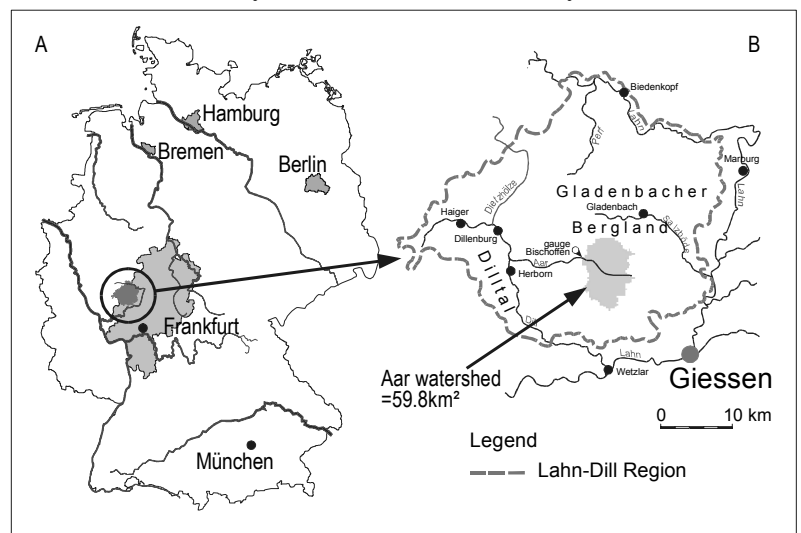 A
Hamburg
Bremen
Berlin
Frankfurt
München
B
Biedenkopf
Lahn
Perf
Marburg
Lahn
Dietzhölze
Gladenbacher
Gladenbach
Salzböde
Bergland
Haiger
Dillenburg
gauge
Bischoffen
Aar
Herborn
Dilltal
Dill
Lahn
Wetzlar
Giessen
Aar watershed
=59.8km²
0 10 km
Legend
Lahn-Dill Region